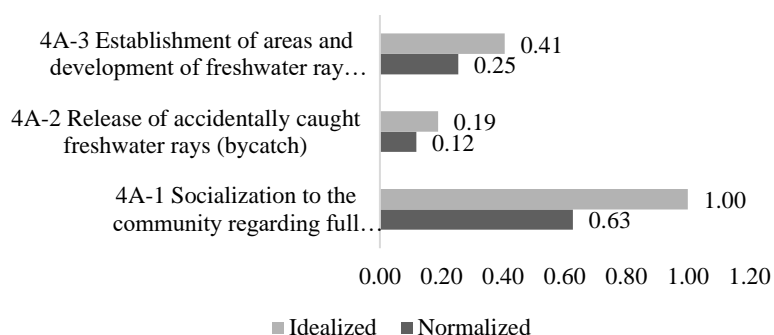 4A-3 Establishment of areas and
development of freshwater ray…
0.41
0.25
4A-2 Release of accidentally caught
freshwater rays (bycatch)
0.19
0.12
4A-1 Socialization to the
community regarding full…
1.00
0.63
0.00 0.20 0.40 0.60 0.80 1.00 1.20
Idealized Normalized